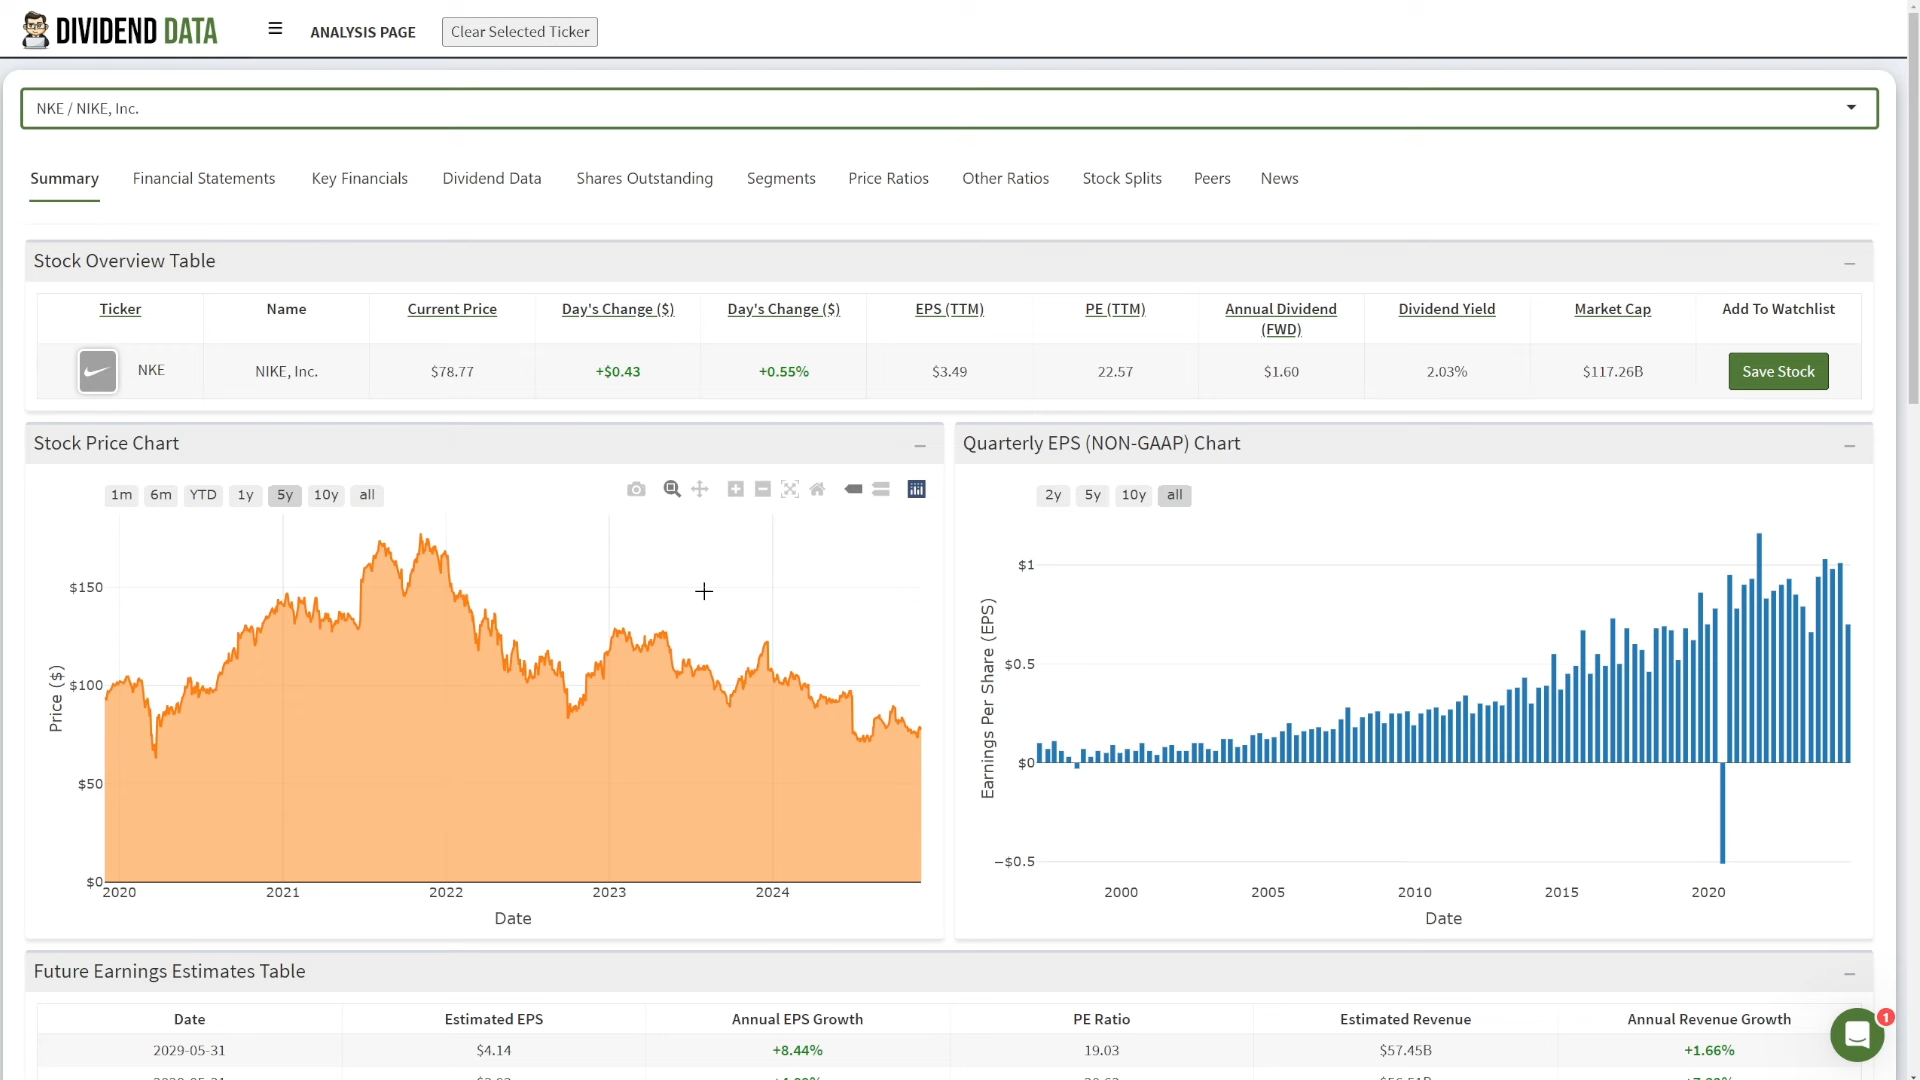 DIVIDEND DATA
ANALYSIS PAGE
Clear Selected Ticker
NKE / NIKE, Inc.
Summary Financial Statements Key Financials Dividend Data Shares Outstanding Segments Price Ratios Other Ratios Stock Splits Peers News
Stock Overview Table
Ticker Name Current Price Day's Change ($) Day's Change ($) EPS (TTM) PE (TTM) Annual Dividend (FWD) Dividend Yield Market Cap Add To Watchlist
NKE NIKE, Inc. $78.77 +$0.43 +0.55% $3.49 22.57 $1.60 2.03% $117.26B Save Stock
Stock Price Chart
1m 6m YTD 1y 5y 10y all
$150
$100
$50
$0
Price ($)
2020 2021 2022 2023 2024
Date
Quarterly EPS (NON-GAAP) Chart
2y 5y 10y all
$1
$0.5
$0
−$0.5
Earnings Per Share (EPS)
2000 2005 2010 2015 2020
Date
Future Earnings Estimates Table
Date Estimated EPS Annual EPS Growth PE Ratio Estimated Revenue Annual Revenue Growth
2029-05-31 $4.14 +8.44% 19.03 $57.45B +1.66%
1